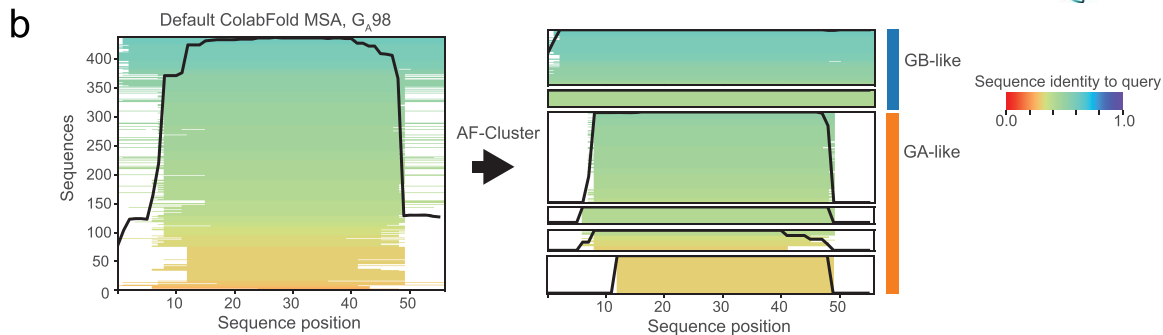 b
Default ColabFold MSA, GA98
Sequences
400
350
300
250
200
150
100
50
0
10
20
30
40
50
Sequence position
AF-Cluster
10
20
30
40
50
Sequence position
GB-like
GA-like
Sequence identity to query
0.0
1.0